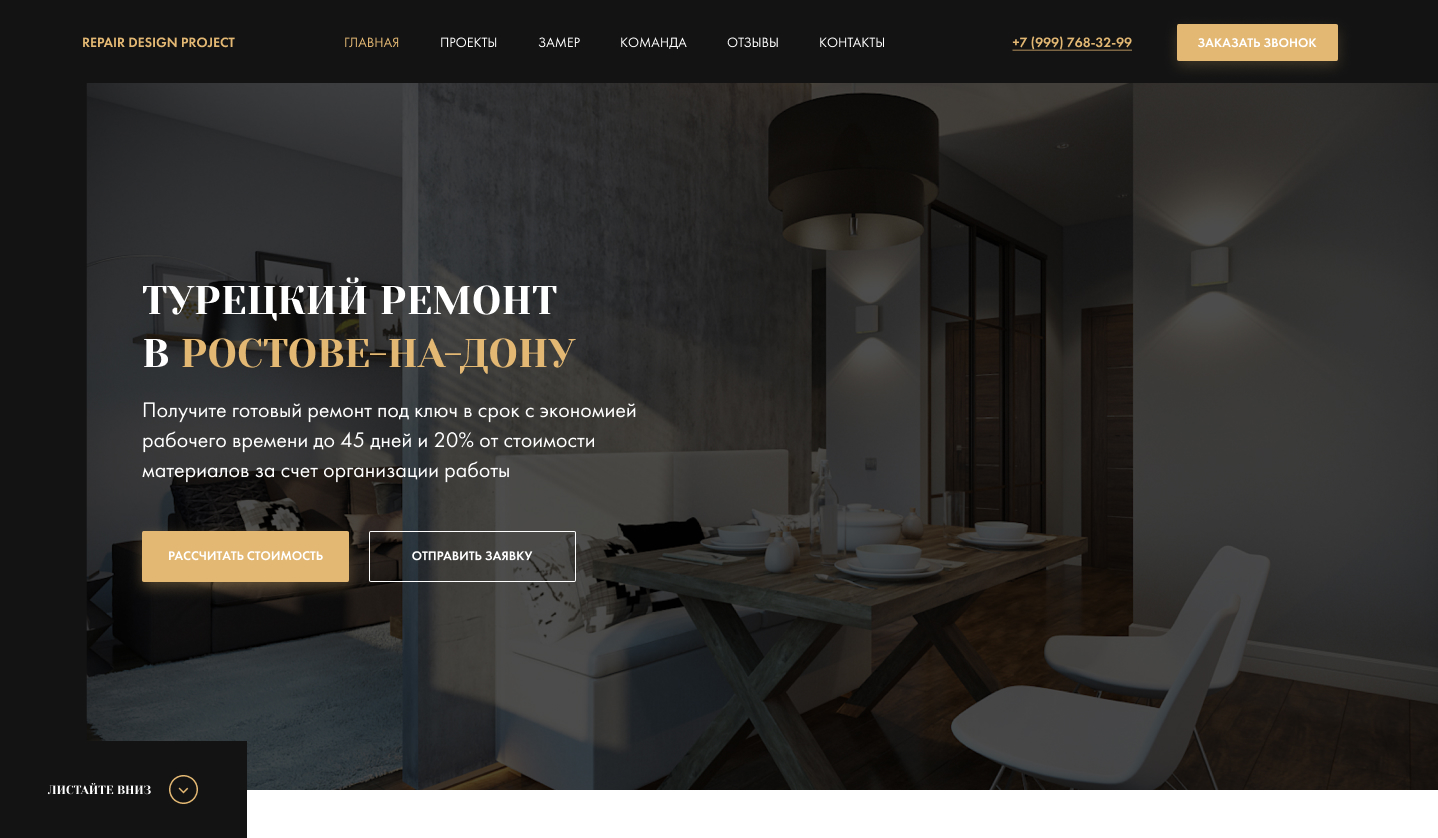 REPAIR DESIGN PROJECT
ГЛАВНАЯ
ПРОЕКТЫ
ЗАМЕР
КОМАНДА
ОТЗЫВЫ
КОНТАКТЫ
+7 (999) 768-32-99
ЗАКАЗАТЬ ЗВОНОК
ТУРЕЦКИЙ РЕМОНТ
В РОСТОВЕ-НА-ДОНУ
Получите готовый ремонт под ключ в срок с экономией
рабочего времени до 45 дней и 20% от стоимости
материалов за счет организации работы
РАССЧИТАТЬ СТОИМОСТЬ
ОТПРАВИТЬ ЗАЯВКУ
ЛИСТАЙТЕ ВНИЗ